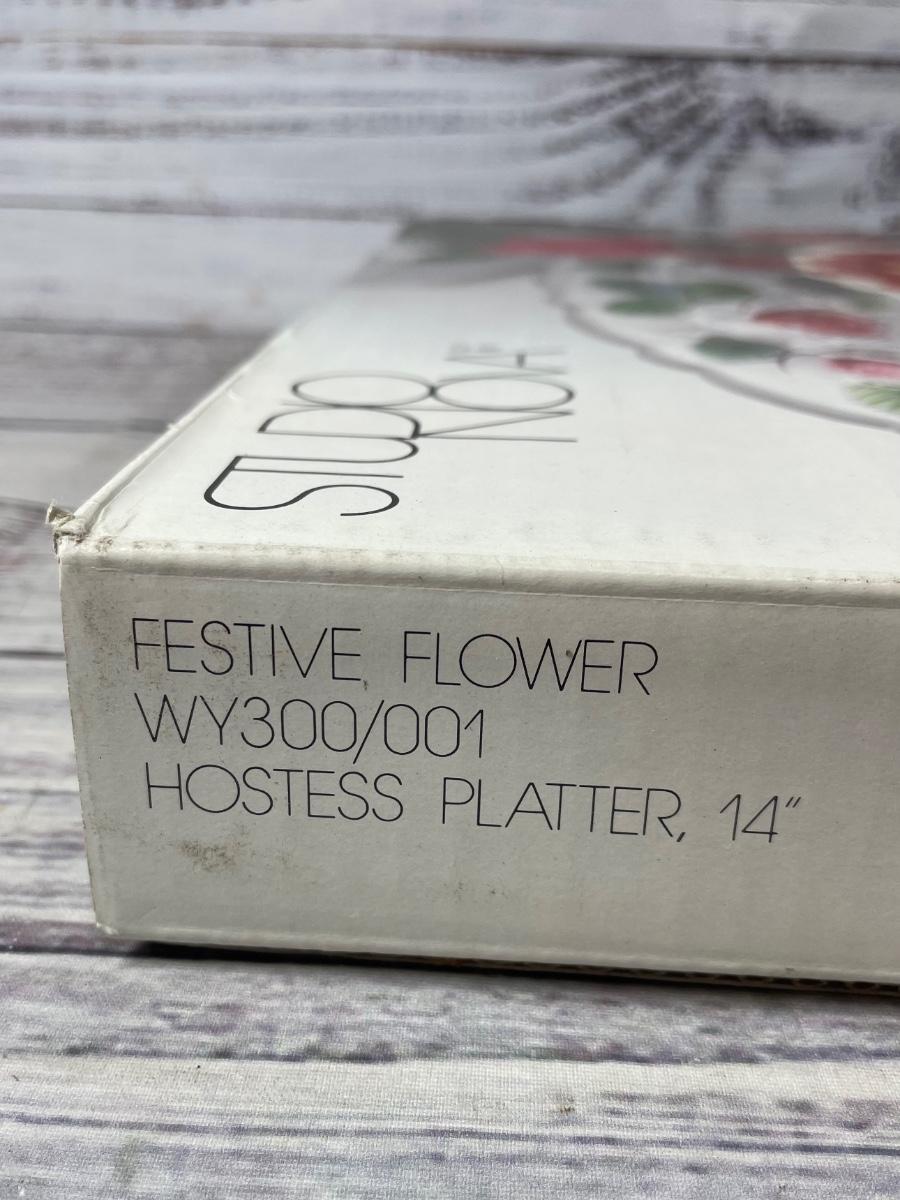 STUDIO
NOVA
FESTIVE FLOWER
WY300/001
HOSTESS PLATTER, 14"